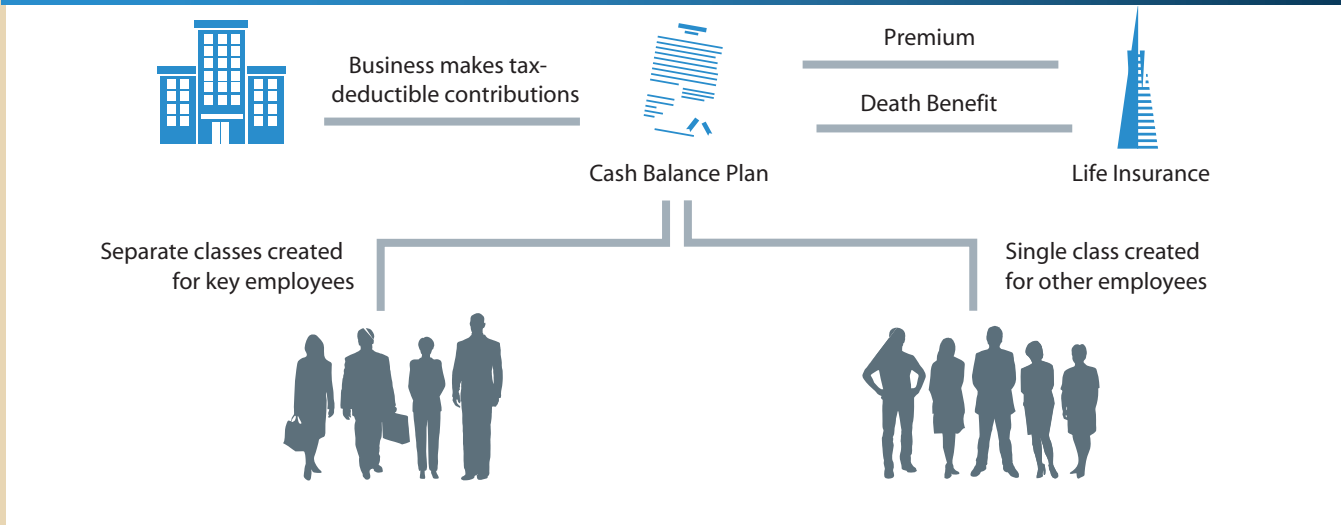 Business makes tax-
deductible contributions
Premium
Death Benefit
Cash Balance Plan
Life Insurance
Separate classes created
for key employees
Single class created
for other employees